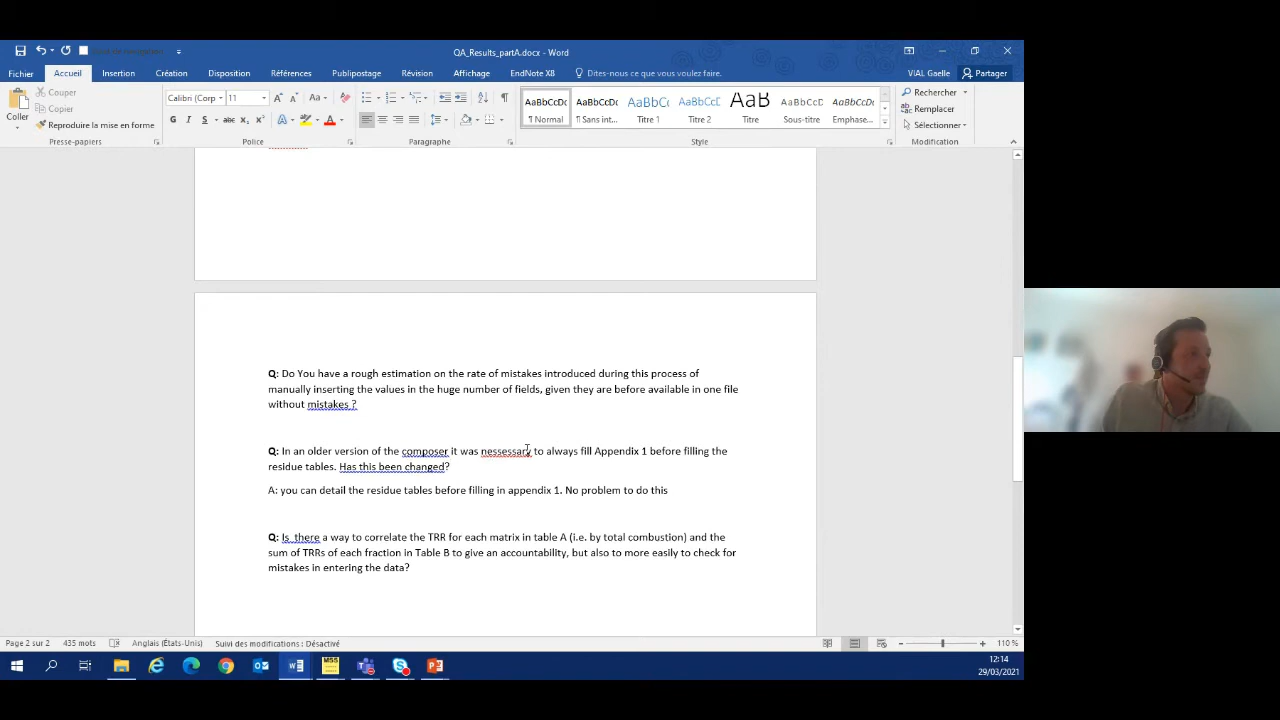 QA_Results_partA.docx - Word
Fichier Accueil Insertion Création Disposition Références Publipostage Révision Affichage EndNote X8 Dites-nous ce que vous voulez faire. VIAL Gaelle Partager
Coller
Couper
Copier
Reproduire la mise en forme
Presse-papiers
Calibri (Corp 11
Police
Paragraphe
AaBbCcDc AaBbCcDc AaBbCc AaBbCcD AaB AaBbCcD AaBbCcDc
¶ Normal ¶ Sans int... Titre 1 Titre 2 Titre Sous-titre Emphase...
Style
Rechercher
Remplacer
Sélectionner
Modification
Q: Do You have a rough estimation on the rate of mistakes introduced during this process of
manually inserting the values in the huge number of fields, given they are before available in one file
without mistakes ?
Q: In an older version of the composer it was nessessary to always fill Appendix 1 before filling the
residue tables. Has this been changed?
A: you can detail the residue tables before filling in appendix 1. No problem to do this
Q: Is there a way to correlate the TRR for each matrix in table A (i.e. by total combustion) and the
sum of TRRs of each fraction in Table B to give an accountability, but also to more easily to check for
mistakes in entering the data?
Page 2 sur 2 435 mots Anglais (États-Unis) Suivi des modifications : Désactivé 110 %
MSS
12:14
29/03/2021